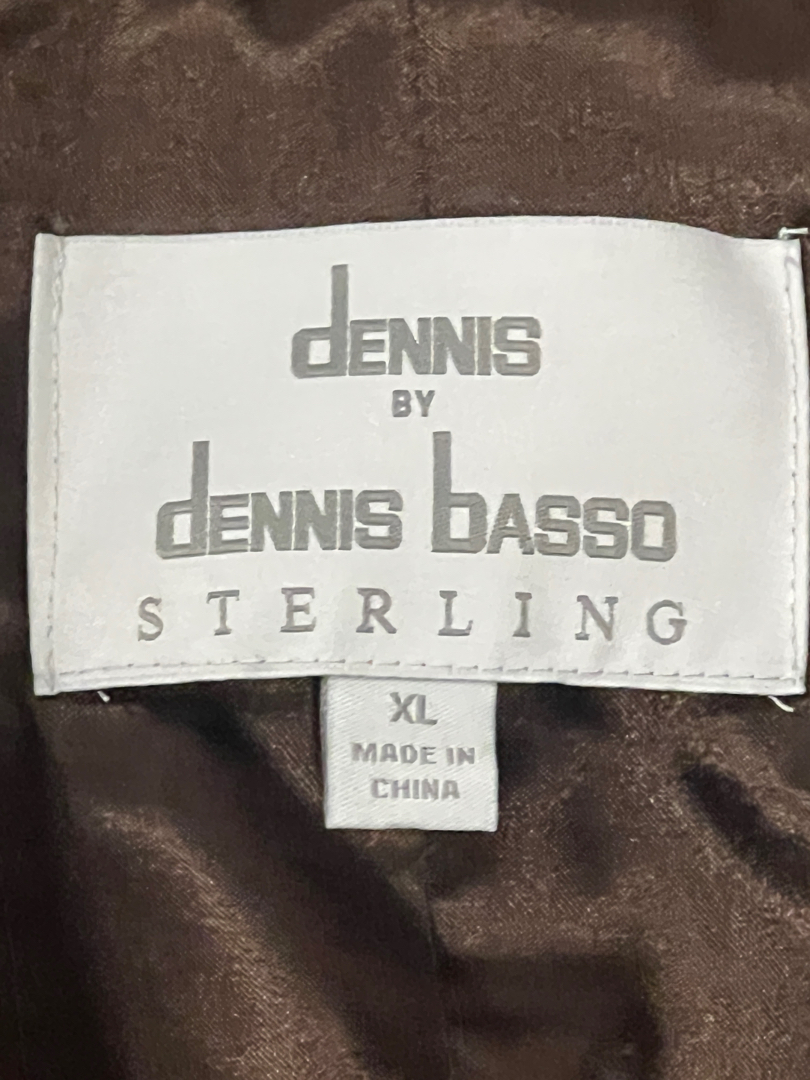 dENNIS
BY
dENNIS bASSO
STERLING
XL
MADE IN
CHINA